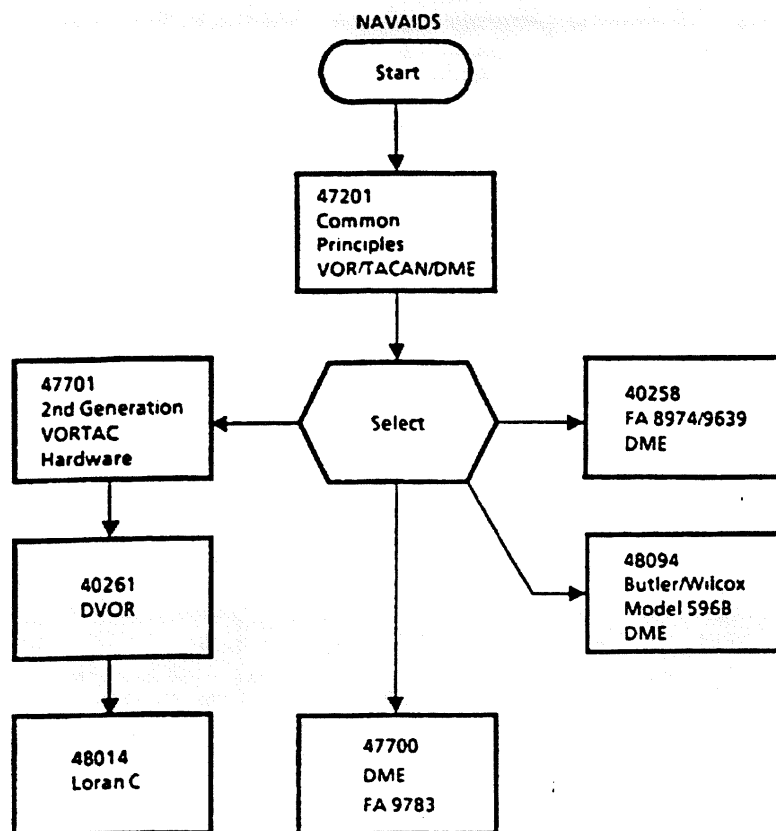 NAVAIDS
Start
47201
Common
Principles
VOR/TACAN/DME
Select
47701
2nd Generation
VORTAC
Hardware
40258
FA 8974/9639
DME
48094
Butler/Wilcox
Model 596B
DME
40261
DVOR
48014
Loran C
47700
DME
FA 9783